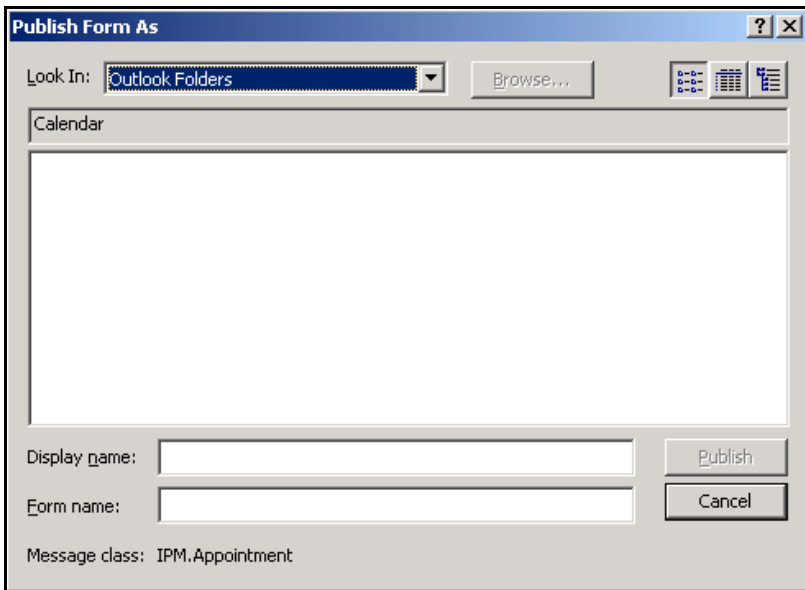 Publish Form As
Look In: Outlook Folders Browse...
Calendar
Display name: Publish
Form name: Cancel
Message class: IPM.Appointment